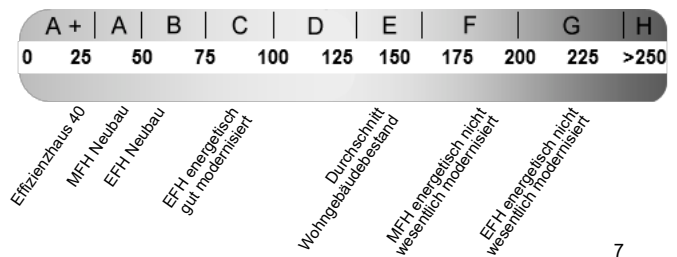 A + | A | B | C | D | E | F | G | H
0 25 50 75 100 125 150 175 200 225 >250
Effizienzhaus 40
MFH Neubau
EFH Neubau
EFH energetisch
gut modernisiert
Durchschnitt
Wohngebäudebestand
MFH energetisch nicht
wesentlich modernisiert
EFH energetisch nicht
wesentlich modernisiert
7